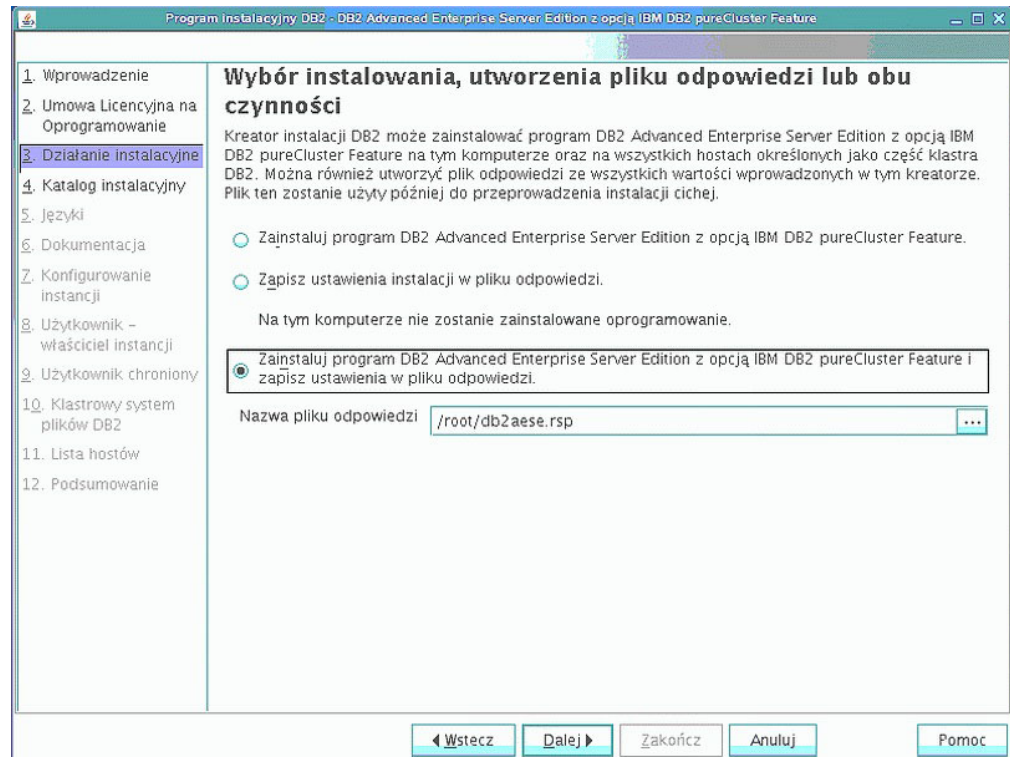 Program Instalacyjny DB2 - DB2 Advanced Enterprise Server Edition z opcją IBM DB2 pureCluster Feature
1. Wprowadzenie
2. Umowa Licencyjna na
Oprogramowanie
3. Działanie instalacyjne
4. Katalog instalacyjny
5. Języki
6. Dokumentacja
7. Konfigurowanie
instancji
8. Użytkownik –
właściciel instancji
9. Użytkownik chroniony
10. Klastrowy system
plików DB2
11. Lista hostów
12. Podsumowanie
Wybór instalowania, utworzenia pliku odpowiedzi lub obu
czynności
Kreator instalacji DB2 może zainstalować program DB2 Advanced Enterprise Server Edition z opcją IBM
DB2 pureCluster Feature na tym komputerze oraz na wszystkich hostach określonych jako część klastra
DB2. Można również utworzyć plik odpowiedzi ze wszystkich wartości wprowadzonych w tym kreatorze.
Plik ten zostanie użyty później do przeprowadzenia instalacji cichej.
Zainstaluj program DB2 Advanced Enterprise Server Edition z opcją IBM DB2 pureCluster Feature.
Zapisz ustawienia instalacji w pliku odpowiedzi.
Na tym komputerze nie zostanie zainstalowane oprogramowanie.
Zainstaluj program DB2 Advanced Enterprise Server Edition z opcją IBM DB2 pureCluster Feature i
zapisz ustawienia w pliku odpowiedzi.
Nazwa pliku odpowiedzi /root/db2aese.rsp ...
Wstecz Dalej Zakończ Anuluj Pomoc